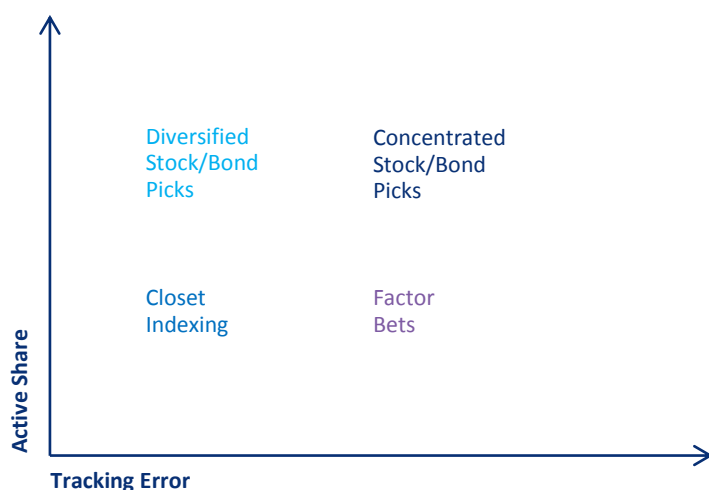 Diversified
Stock/Bond
Picks
Concentrated
Stock/Bond
Picks
Closet
Indexing
Factor
Bets
Active Share
Tracking Error